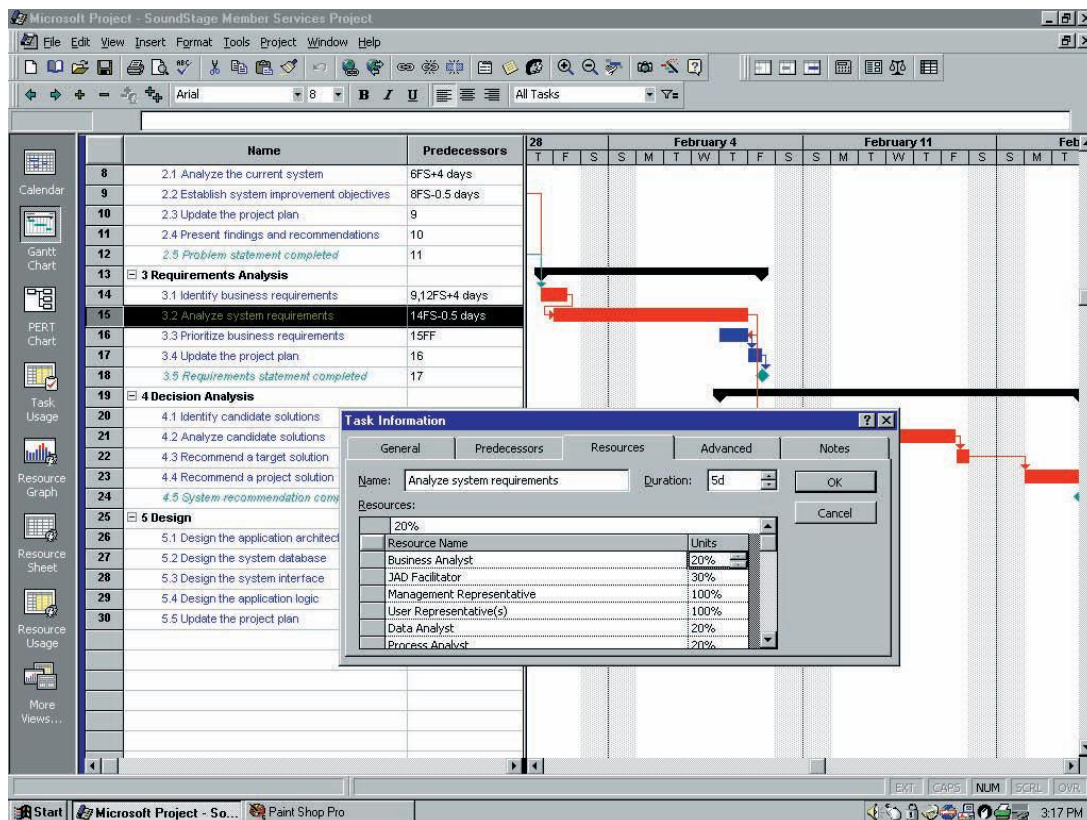 Microsoft Project - SoundStage Member Services Project
File Edit View Insert Format Tools Project Window Help
Arial 8 B I U All Tasks
Name Predecessors 28 February 4 February 11 Feb
T F S S M T W T F S S M T W T F S S M T
8 2.1 Analyze the current system 6FS+4 days
9 2.2 Establish system improvement objectives 8FS-0.5 days
10 2.3 Update the project plan 9
11 2.4 Present findings and recommendations 10
12 2.5 Problem statement completed 11
13 3 Requirements Analysis
14 3.1 Identify business requirements 9,12FS+4 days
15 3.2 Analyze system requirements 14FS-0.5 days
16 3.3 Prioritize business requirements 15FF
17 3.4 Update the project plan 16
18 3.5 Requirements statement completed 17
19 4 Decision Analysis
20 4.1 Identify candidate solutions
21 4.2 Analyze candidate solutions
22 4.3 Recommend a target solution
23 4.4 Recommend a project solution
24 4.5 System recommendation comp
25 5 Design
26 5.1 Design the application architect
27 5.2 Design the system database
28 5.3 Design the system interface
29 5.4 Design the application logic
30 5.5 Update the project plan
Calendar
Gantt
Chart
PERT
Chart
Task
Usage
Resource
Graph
Resource
Sheet
Resource
Usage
More
Views...
Task Information
General Predecessors Resources Advanced Notes
Name: Analyze system requirements Duration: 5d OK
Resources: Cancel
20%
Resource Name Units
Business Analyst 20%
JAD Facilitator 30%
Management Representative 100%
User Representative(s) 100%
Data Analyst 20%
Process Analyst 20%
EXT CAPS NUM SCRL OVR
Start Microsoft Project - So... Paint Shop Pro 3:17 PM